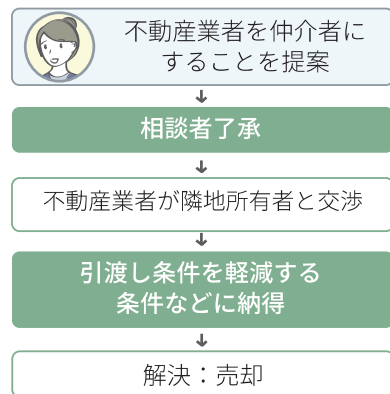 不動産業者を仲介者に
することを提案
相談者了承
不動産業者が隣地所有者と交渉
引渡し条件を軽減する
条件などに納得
解決：売却